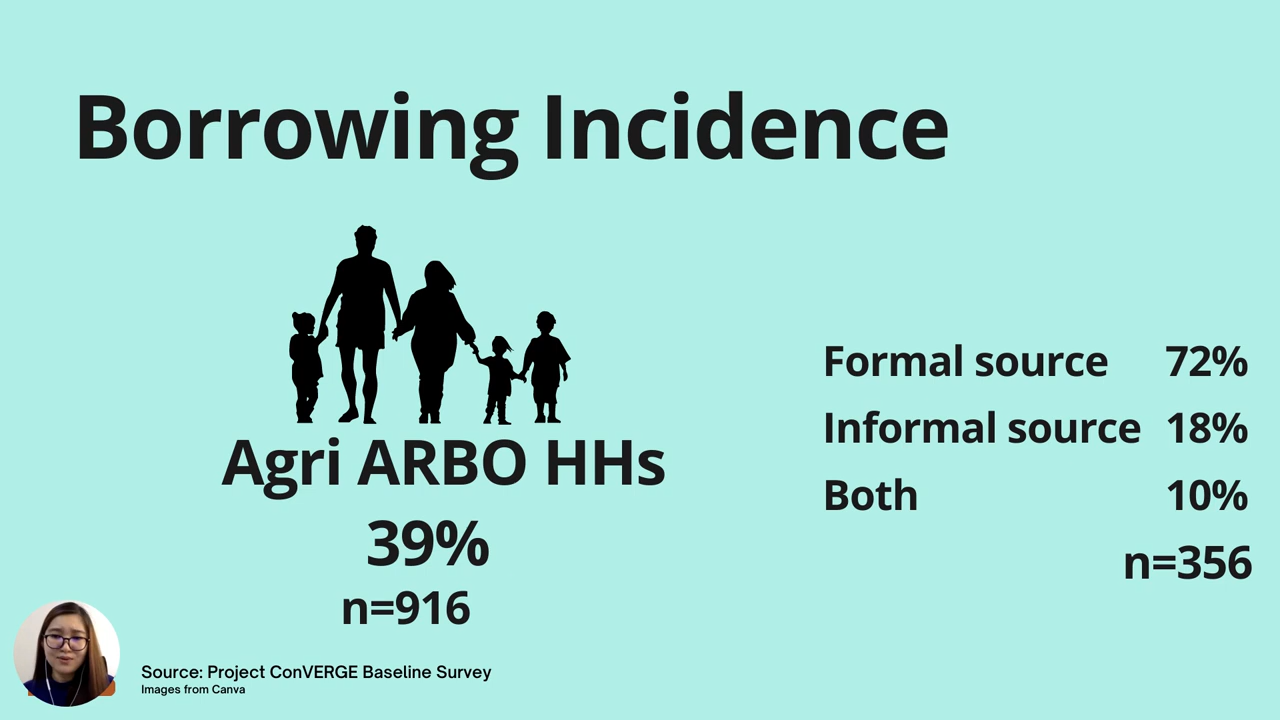 Borrowing Incidence
Agri ARBO HHs
39%
n=916
Formal source 72%
Informal source 18%
Both 10%
n=356
Source: Project ConVERGE Baseline Survey
Images from Canva